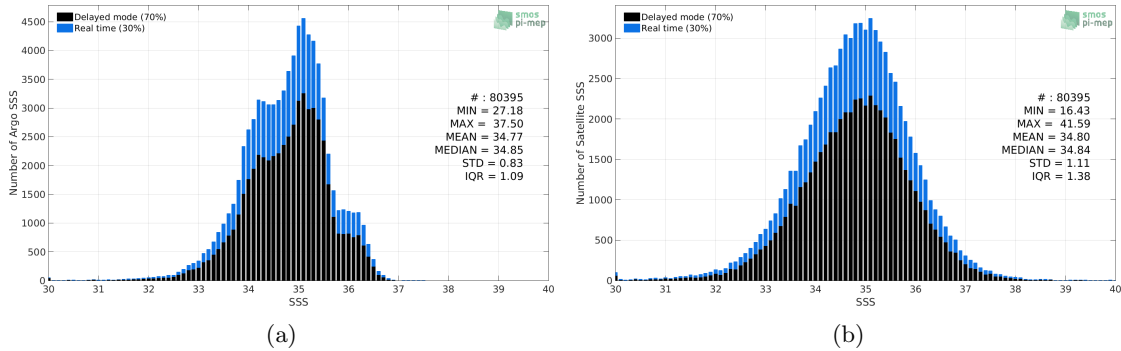 Delayed mode (70%)
Real time (30%)
smos
pi-mep
4500
4000
3500
3000
2500
2000
1500
1000
500
0
Number of Argo SSS
# : 80395
MIN = 27.18
MAX = 37.50
MEAN = 34.77
MEDIAN = 34.85
STD = 0.83
IQR = 1.09
30 31 32 33 34 35 36 37 38 39 40
SSS
(a)
Delayed mode (70%)
Real time (30%)
smos
pi-mep
3000
2500
2000
1500
1000
500
0
Number of Satellite SSS
# : 80395
MIN = 16.43
MAX = 41.59
MEAN = 34.80
MEDIAN = 34.84
STD = 1.11
IQR = 1.38
30 31 32 33 34 35 36 37 38 39 40
SSS
(b)